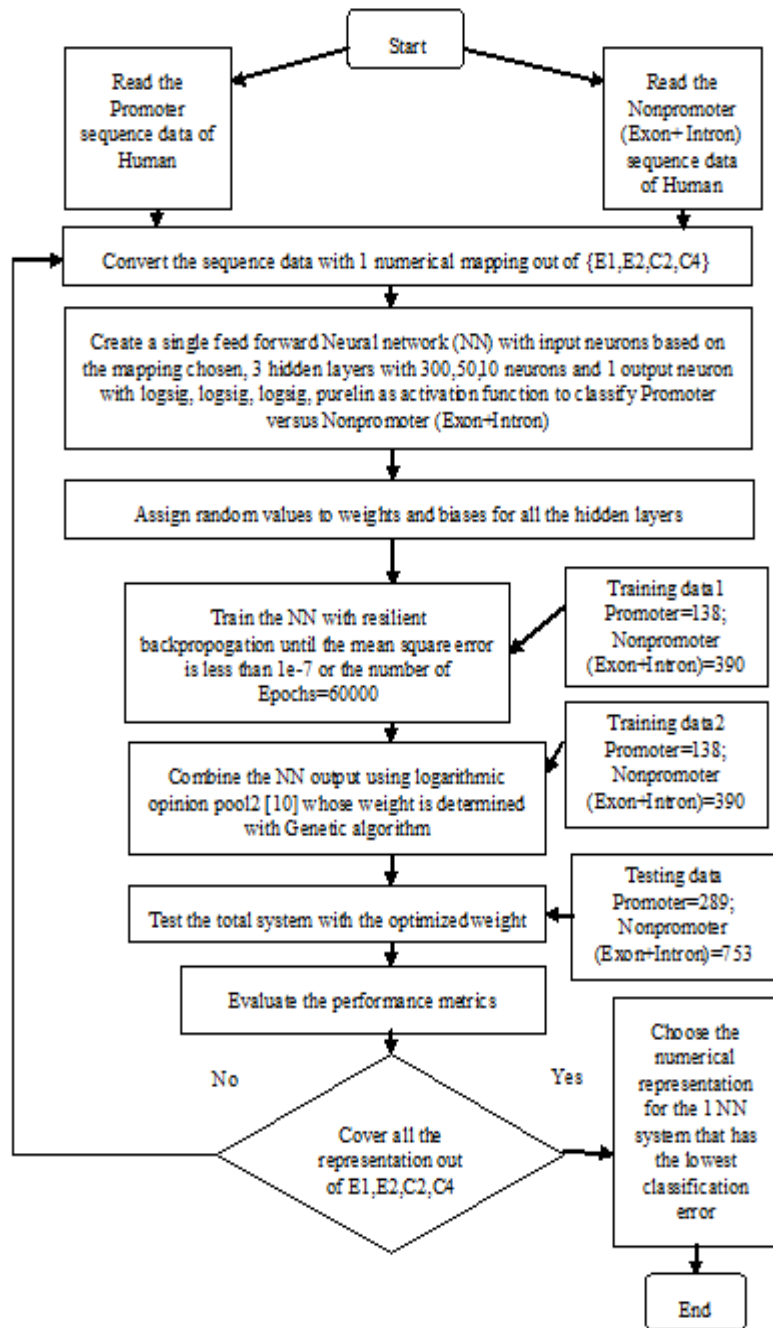 Start
Read the
Promoter
sequence data of
Human
Read the
Nonpromoter
(Exon+ Intron)
sequence data
of Human
Convert the sequence data with 1 numerical mapping out of {E1,E2,C2,C4}
Create a single feed forward Neural network (NN) with input neurons based on
the mapping chosen, 3 hidden layers with 300,50,10 neurons and 1 output neuron
with logsig, logsig, logsig, purelin as activation function to classify Promoter
versus Nonpromoter (Exon+Intron)
Assign random values to weights and biases for all the hidden layers
Train the NN with resilient
backpropogation until the mean square error
is less than 1e-7 or the number of
Epochs=60000
Training data1
Promoter=138;
Nonpromoter
(Exon+Intron)=390
Combine the NN output using logarithmic
opinion pool2 [10] whose weight is determined
with Genetic algorithm
Training data2
Promoter=138;
Nonpromoter
(Exon+Intron)=390
Test the total system with the optimized weight
Testing data
Promoter=289;
Nonpromoter
(Exon+Intron)=753
Evaluate the performance metrics
No
Yes
Cover all the
representation out
of E1,E2,C2,C4
Choose the
numerical
representation
for the 1 NN
system that has
the lowest
classification
error
End